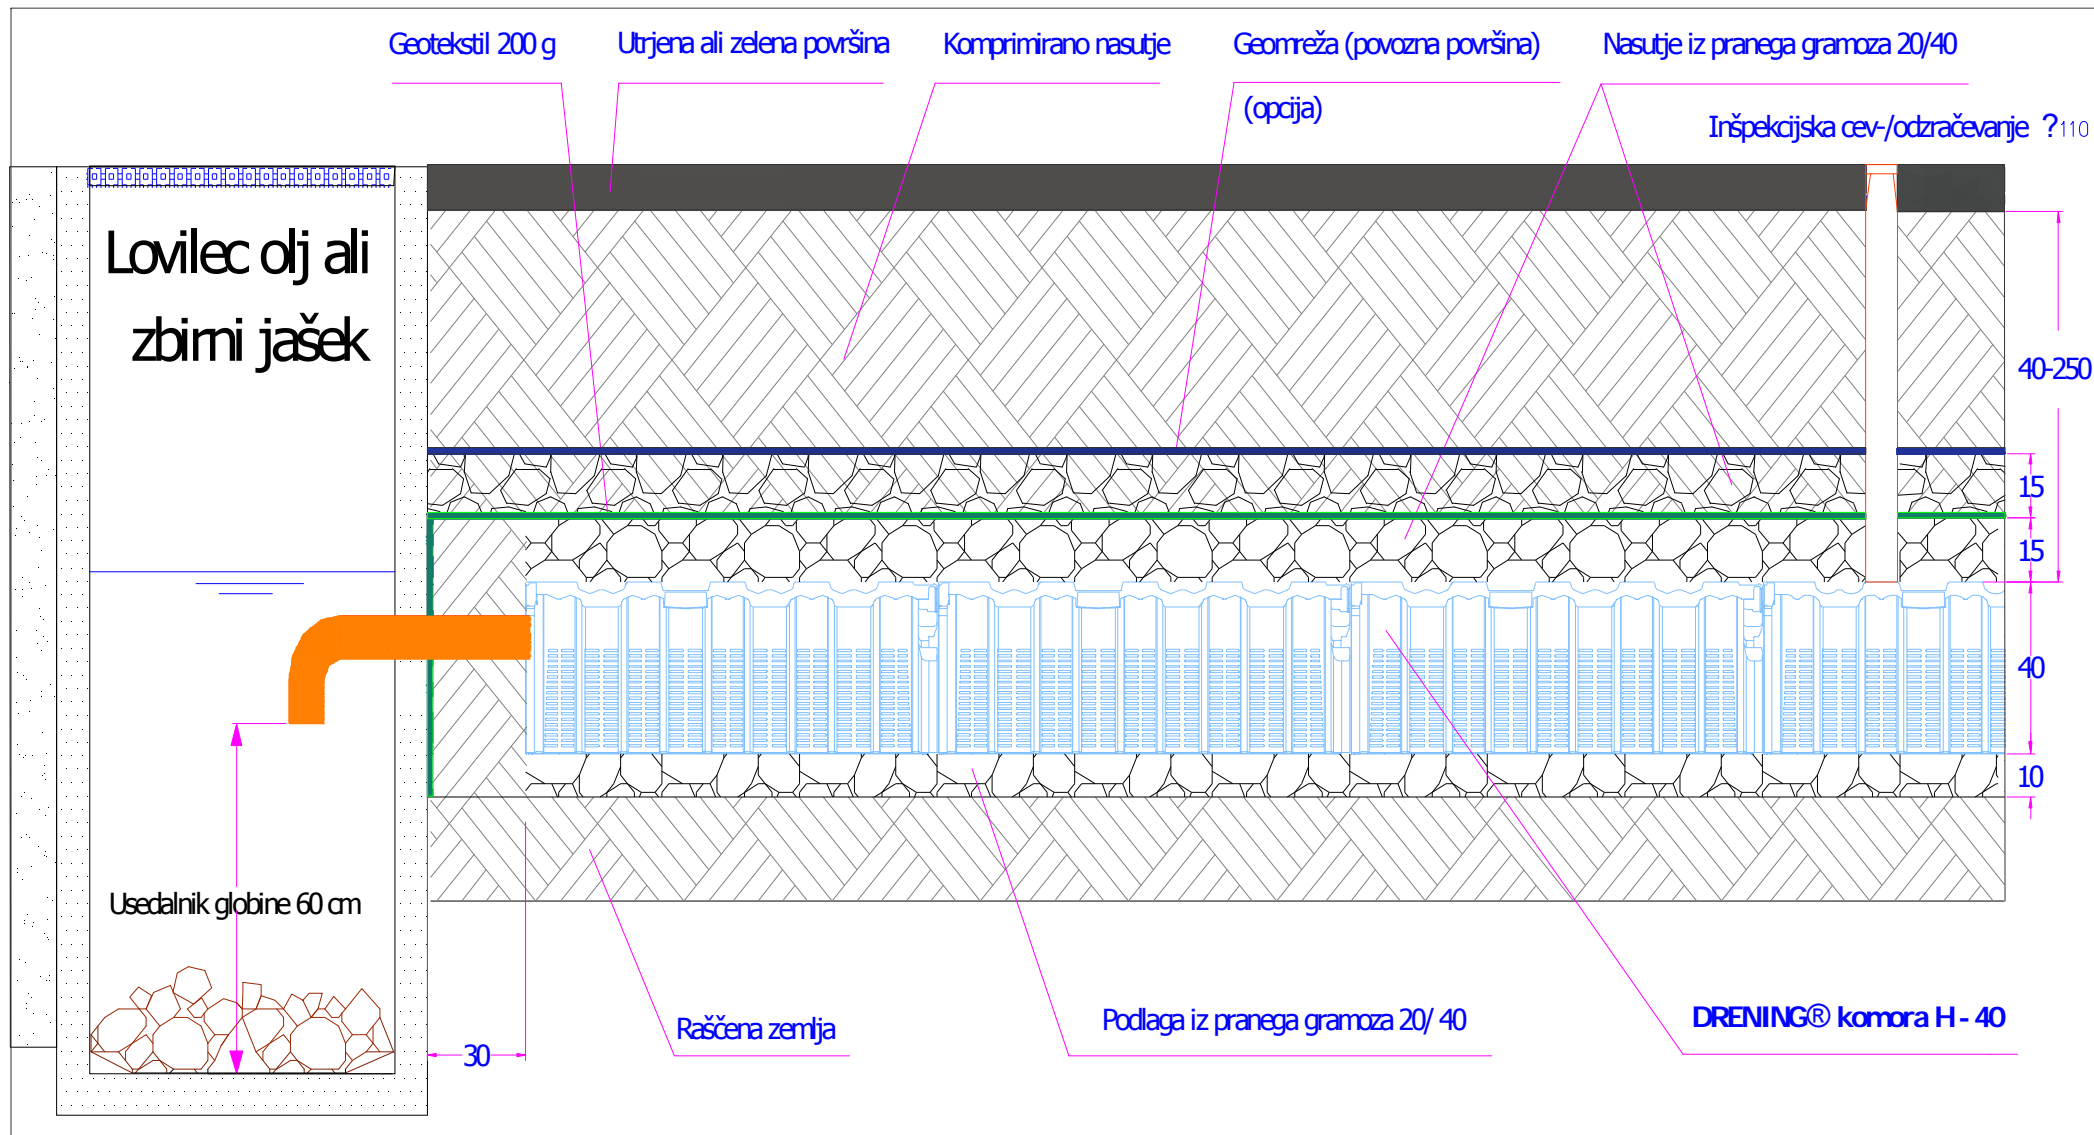 Geotekstil 200 g
Utrjena ali zelena površina
Komprimirano nasutje
Geomreža (povozna površina)
(opcija)
Nasutje iz pranega gramoza 20/40
Inšpekcijska cev-/odzračevanje ?110
Lovilec olj ali
zbirni jašek
40-250
15
15
40
10
Usedalnik globine 60 cm
30
Raščena zemlja
Podlaga iz pranega gramoza 20/ 40
DRENING® komora H - 40